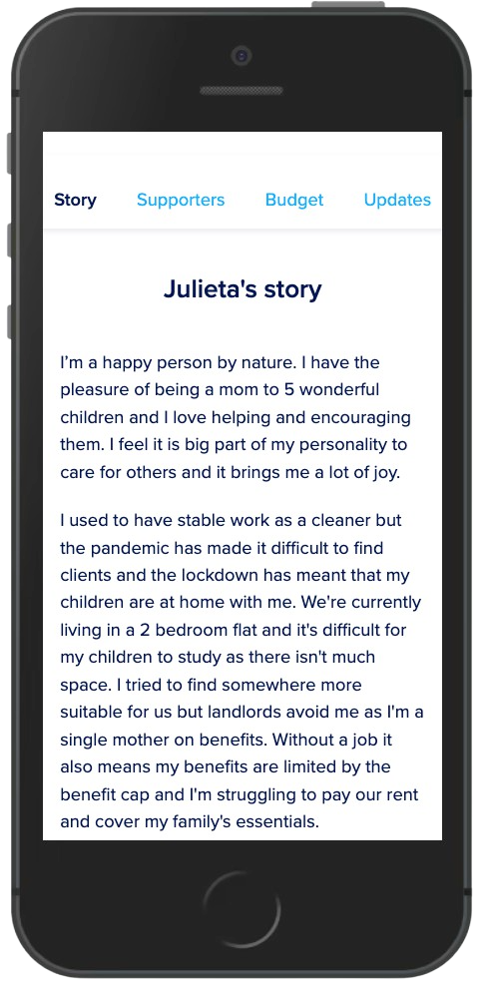 Story Supporters Budget Updates
Julieta's story
I’m a happy person by nature. I have the
pleasure of being a mom to 5 wonderful
children and I love helping and encouraging
them. I feel it is big part of my personality to
care for others and it brings me a lot of joy.
I used to have stable work as a cleaner but
the pandemic has made it difficult to find
clients and the lockdown has meant that my
children are at home with me. We're currently
living in a 2 bedroom flat and it's difficult for
my children to study as there isn't much
space. I tried to find somewhere more
suitable for us but landlords avoid me as I'm a
single mother on benefits. Without a job it
also means my benefits are limited by the
benefit cap and I'm struggling to pay our rent
and cover my family's essentials.